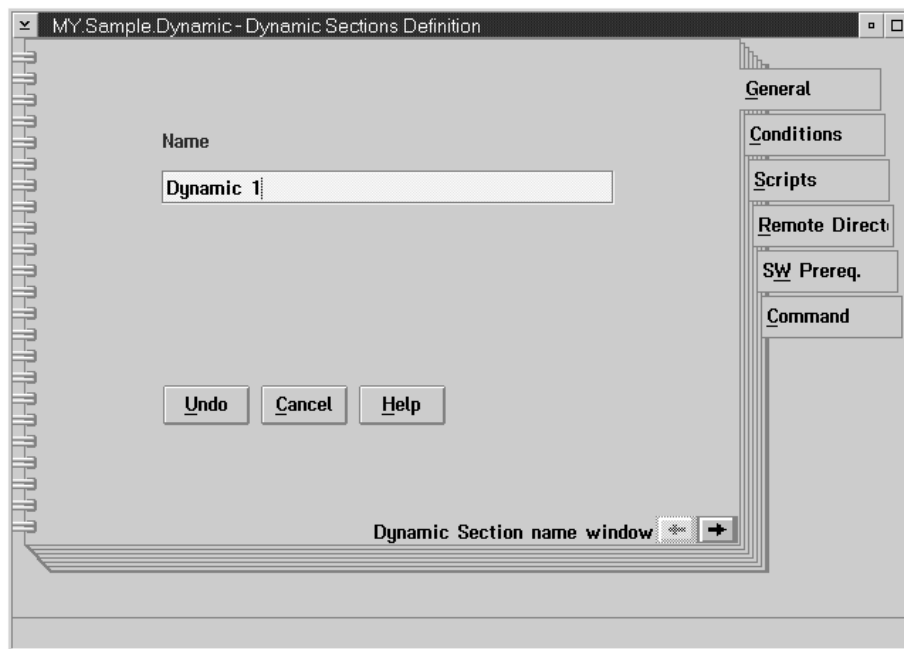 MY.Sample.Dynamic - Dynamic Sections Definition
General
Conditions
Name
Scripts
Dynamic 1
Remote Direct
SW Prereq.
Command
Undo
Cancel
Help
Dynamic Section name window